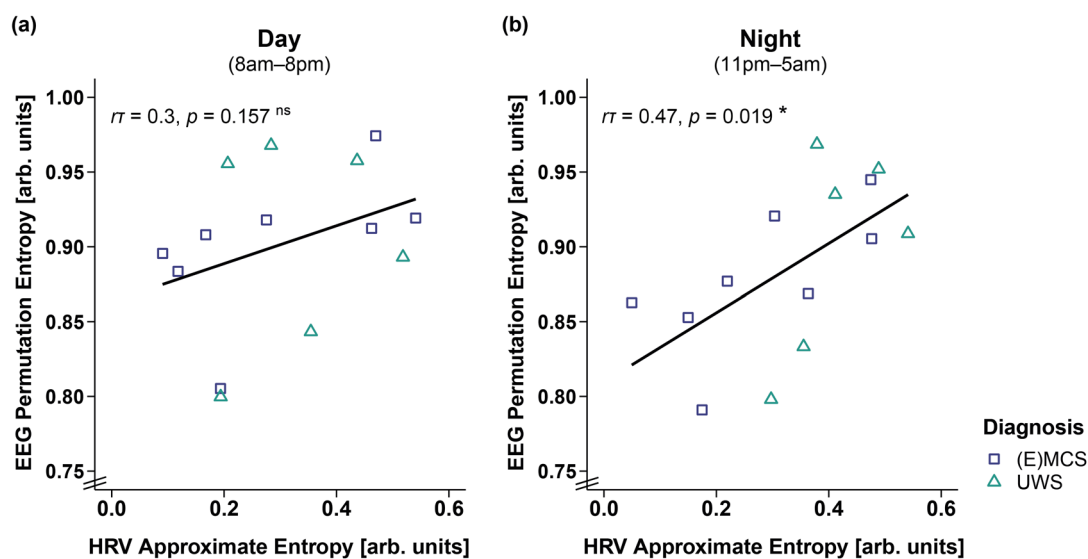 (a)
Day
(8am–8pm)
rτ = 0.3, p = 0.157 ns
EEG Permutation Entropy [arb. units]
1.00
0.95
0.90
0.85
0.80
0.75
0.0 0.2 0.4 0.6
HRV Approximate Entropy [arb. units]
(b)
Night
(11pm–5am)
rτ = 0.47, p = 0.019 *
EEG Permutation Entropy [arb. units]
1.00
0.95
0.90
0.85
0.80
0.75
0.0 0.2 0.4 0.6
HRV Approximate Entropy [arb. units]
Diagnosis
(E)MCS
UWS